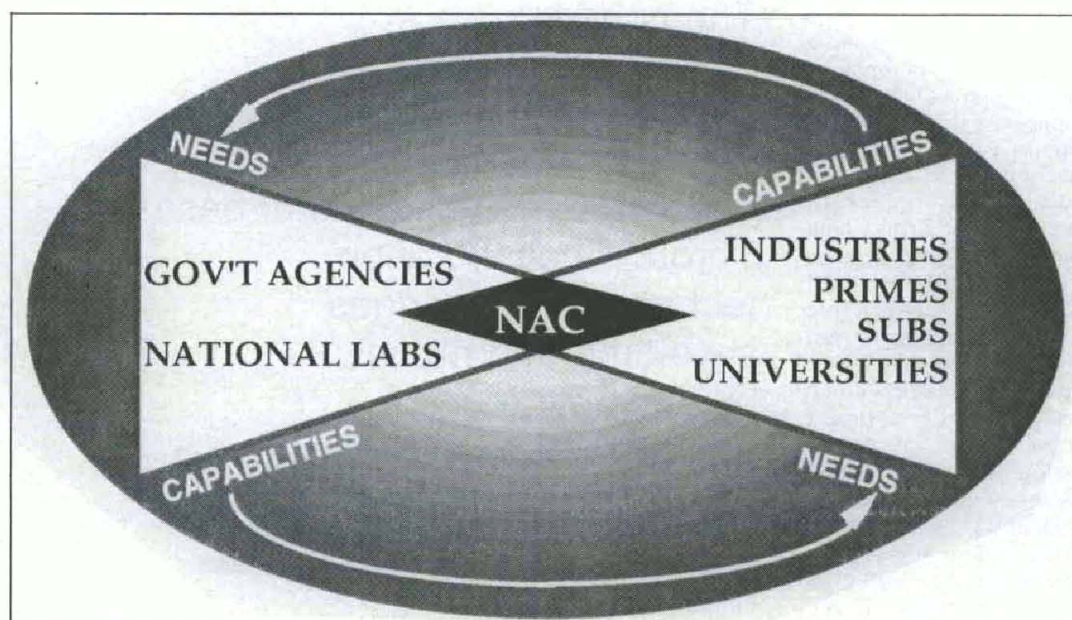 NEEDS
CAPABILITIES
GOV'T AGENCIES
NATIONAL LABS
NAC
INDUSTRIES
PRIMES
SUBS
UNIVERSITIES
CAPABILITIES
NEEDS